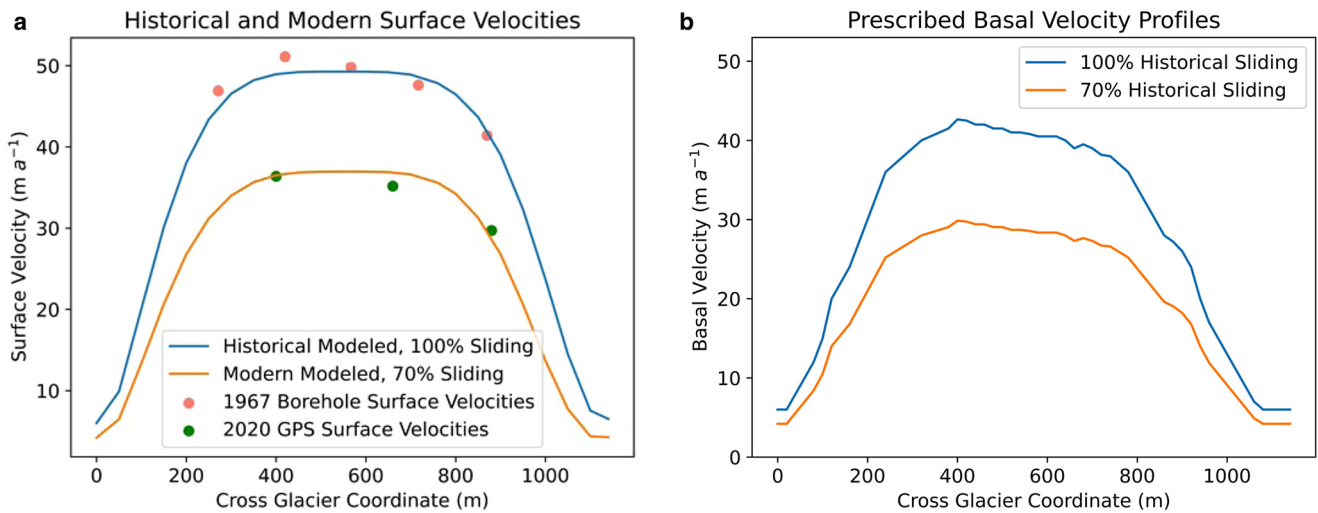 a
Historical and Modern Surface Velocities
Surface Velocity (m a⁻¹)
50
40
30
20
10
Historical Modeled, 100% Sliding
Modern Modeled, 70% Sliding
1967 Borehole Surface Velocities
2020 GPS Surface Velocities
0 200 400 600 800 1000
Cross Glacier Coordinate (m)
b
Prescribed Basal Velocity Profiles
Basal Velocity (m a⁻¹)
50
40
30
20
10
0
100% Historical Sliding
70% Historical Sliding
0 200 400 600 800 1000
Cross Glacier Coordinate (m)